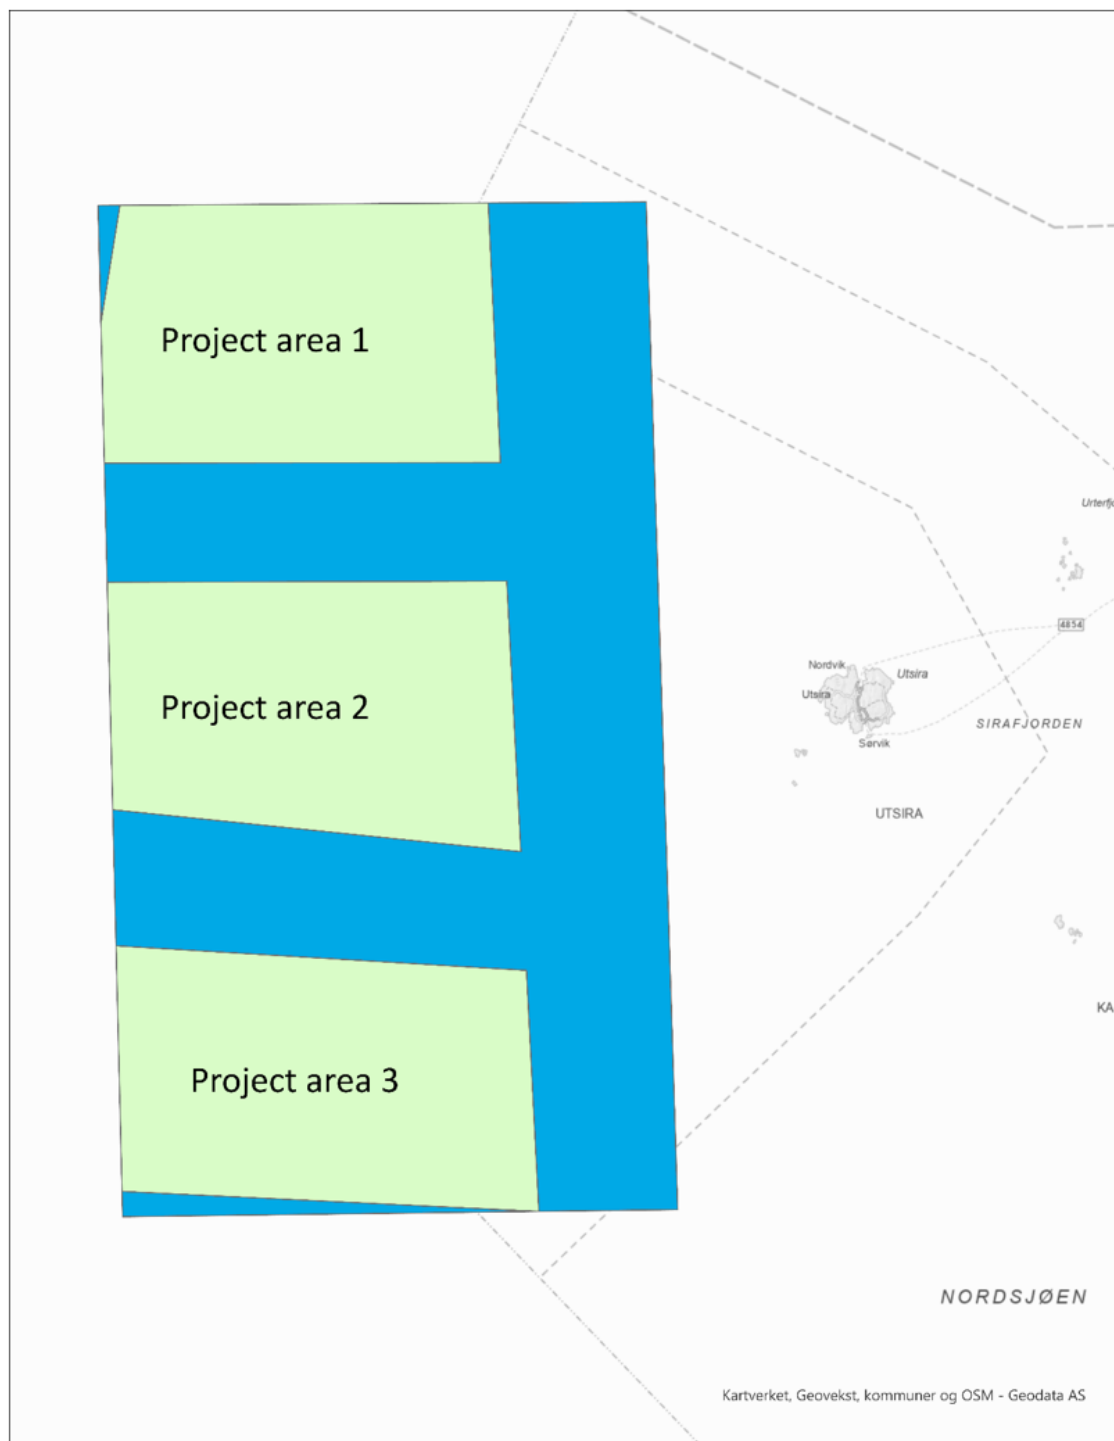 Project area 1
Urterfj
4854
Nordvik
Utsira
Utsira
Project area 2
SIRAFJORDEN
Sørvik
UTSIRA
KA
Project area 3
NORDSJØEN
Kartverket, Geovekst, kommuner og OSM - Geodata AS